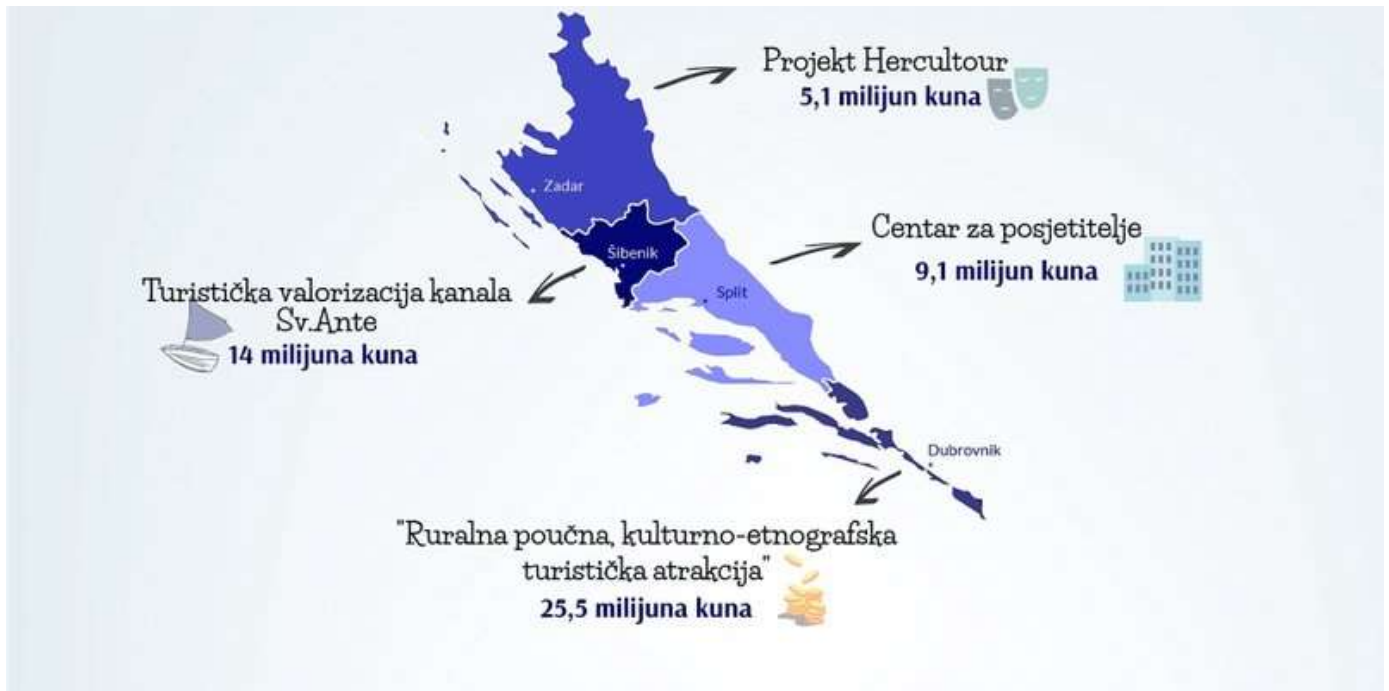 Projekt Hercultour
5,1 milijun kuna
Zadar
Centar za posjetitelje
9,1 milijun kuna
Šibenik
Turistička valorizacija kanala
Sv.Ante
14 milijuna kuna
Split
Dubrovnik
"Ruralna poučna, kulturno-etnografska
turistička atrakcija"
25,5 milijuna kuna